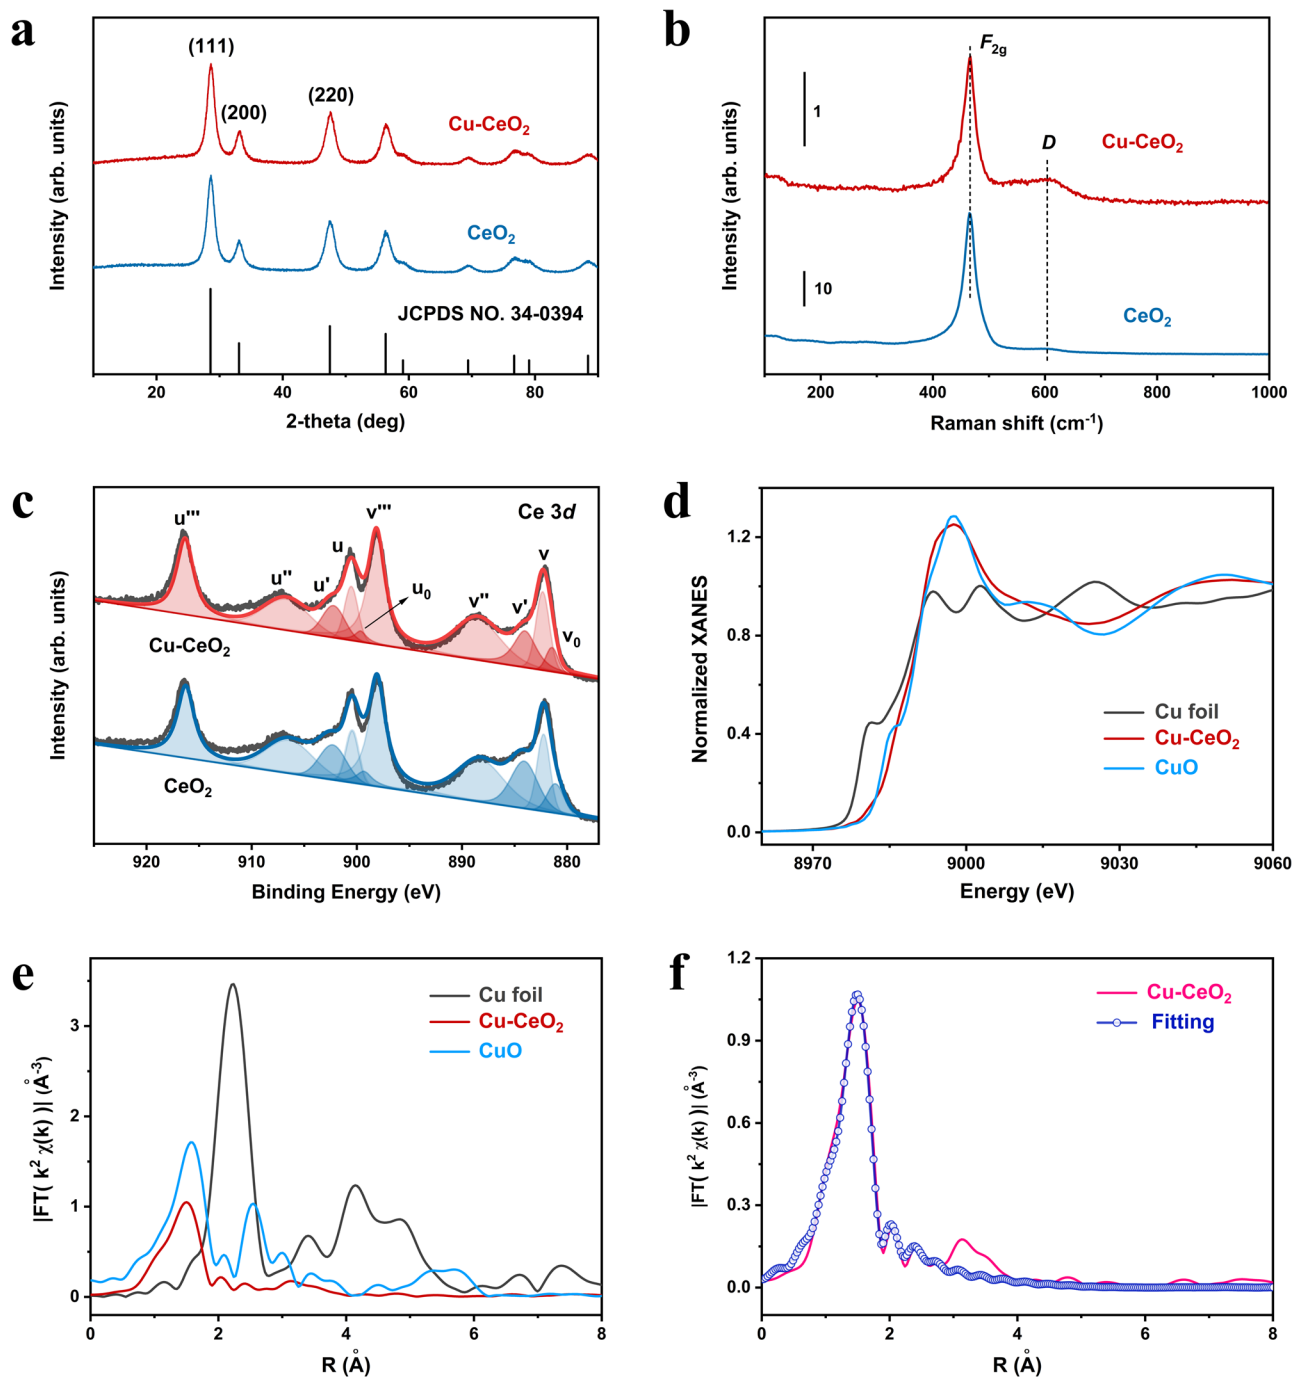 a
(111)
(200)
(220)
Cu-CeO2
CeO2
JCPDS NO. 34-0394
Intensity (arb. units)
20 40 60 80
2-theta (deg)
b
F2g
1
D
Cu-CeO2
10
CeO2
Intensity (arb. units)
200 400 600 800 1000
Raman shift (cm-1)
c
Ce 3d
u''' u'' u' u u0 v''' v'' v' v v0
Cu-CeO2
CeO2
Intensity (arb. units)
920 910 900 890 880
Binding Energy (eV)
d
1.2
0.8
0.4
0.0
Normalized XANES
Cu foil
Cu-CeO2
CuO
8970 9000 9030 9060
Energy (eV)
e
3
2
1
0
|FT( k2 χ(k) )| (Å-3)
Cu foil
Cu-CeO2
CuO
0 2 4 6 8
R (Å)
f
1.2
0.9
0.6
0.3
0.0
|FT( k2 χ(k) )| (Å-3)
Cu-CeO2
Fitting
0 2 4 6 8
R (Å)